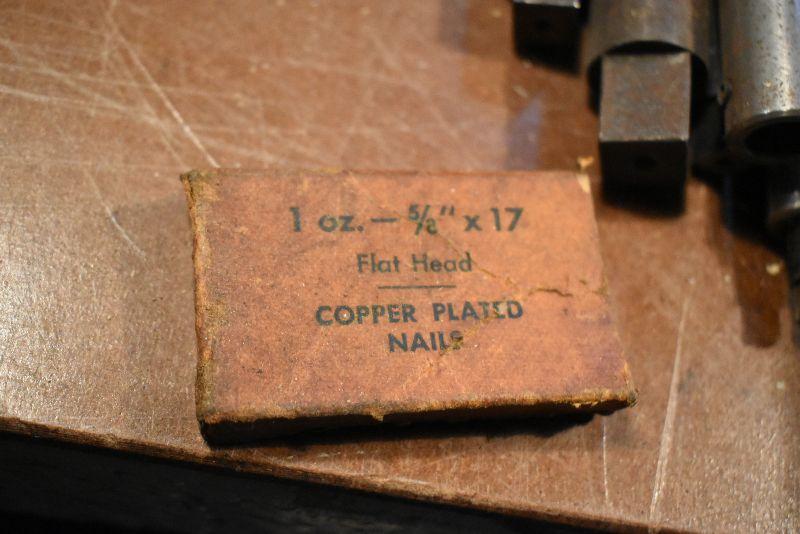 1 oz. — 5/8" x 17
Flat Head
COPPER PLATED
NAILS